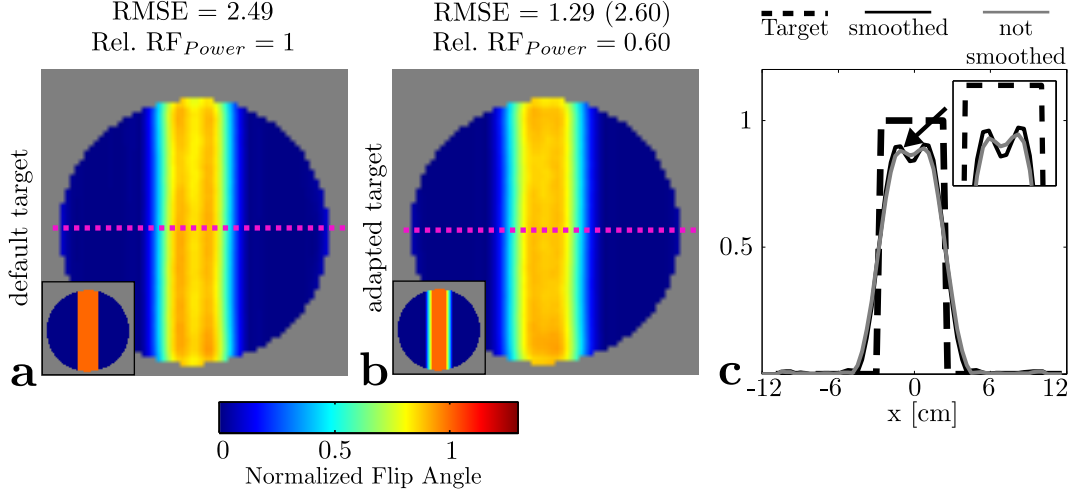 RMSE = 2.49
Rel. RF_Power = 1
RMSE = 1.29 (2.60)
Rel. RF_Power = 0.60
Target smoothed not smoothed
default target
adapted target
a
b
c
1
0.5
-12 -6 0 6 12
x [cm]
0 0.5 1
Normalized Flip Angle